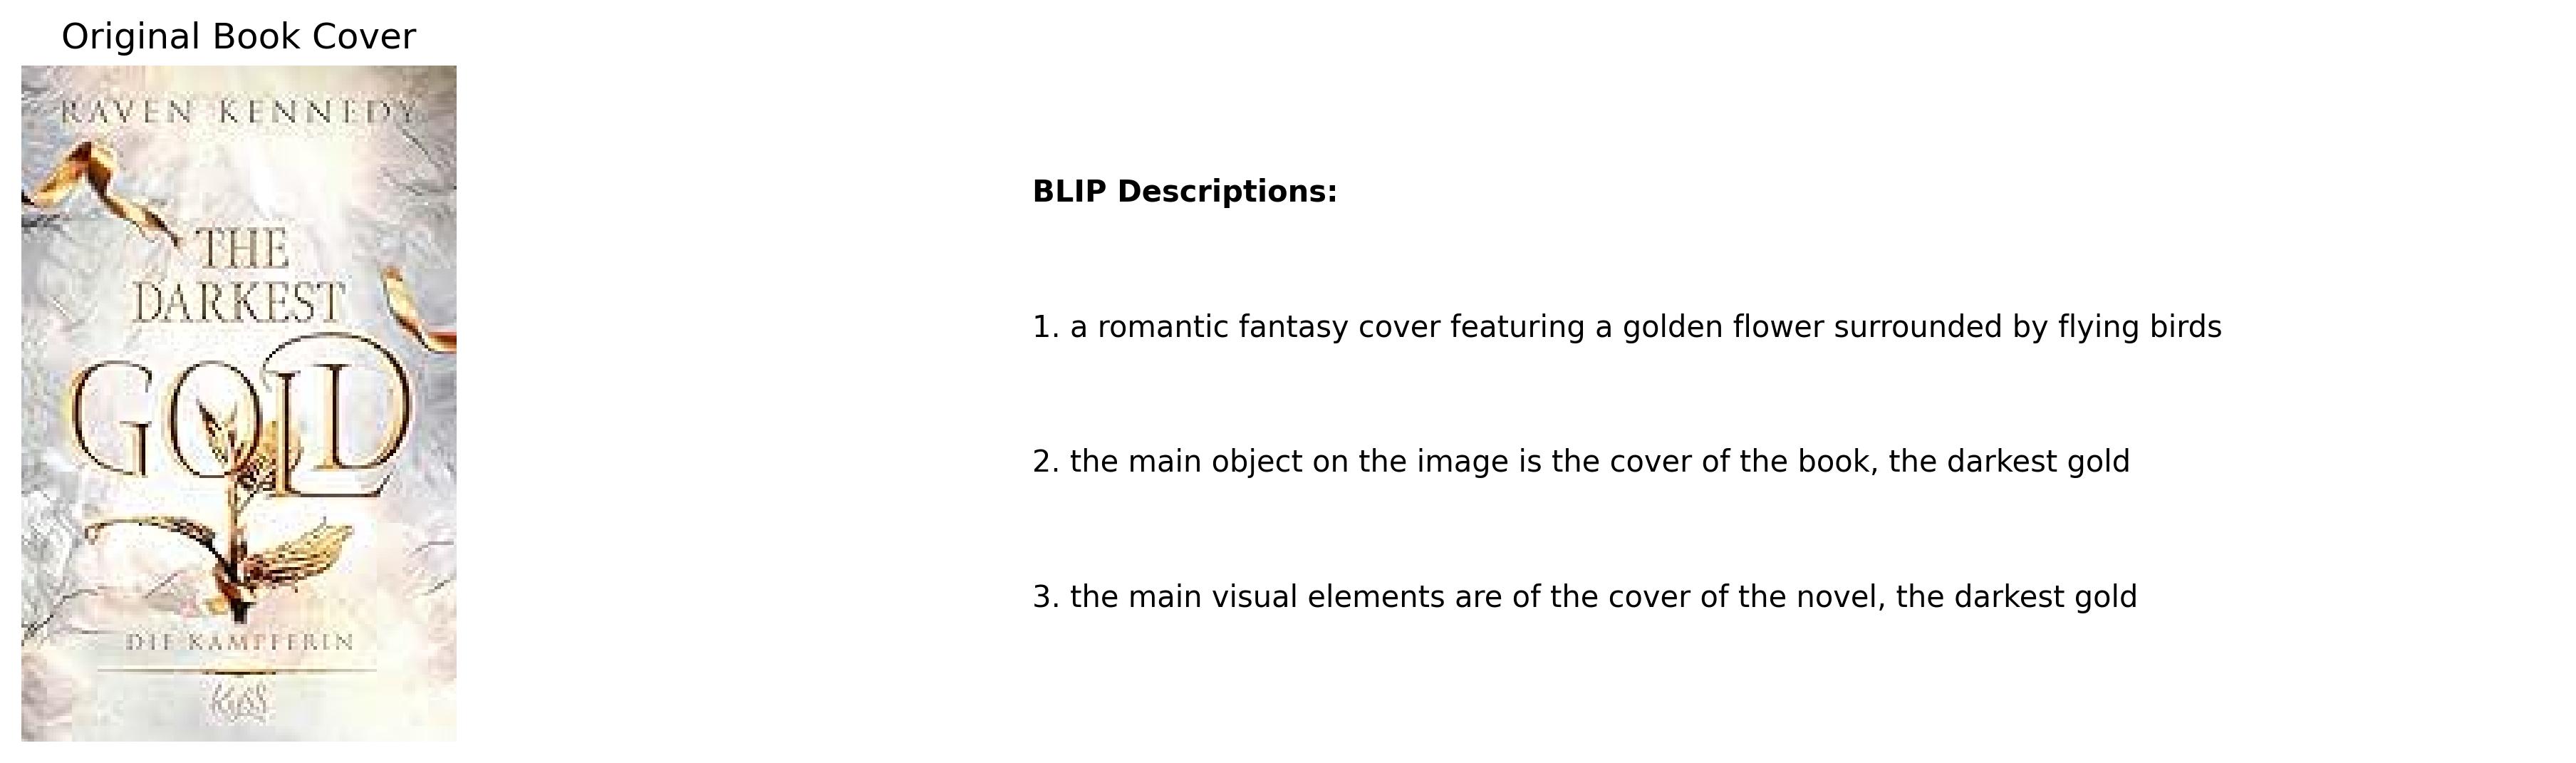 Original Book Cover
RAVEN KENNEDY
THE
DARKEST
GOLD
DIE KÄMPFERIN
kyss
BLIP Descriptions:
1. a romantic fantasy cover featuring a golden flower surrounded by flying birds
2. the main object on the image is the cover of the book, the darkest gold
3. the main visual elements are of the cover of the novel, the darkest gold